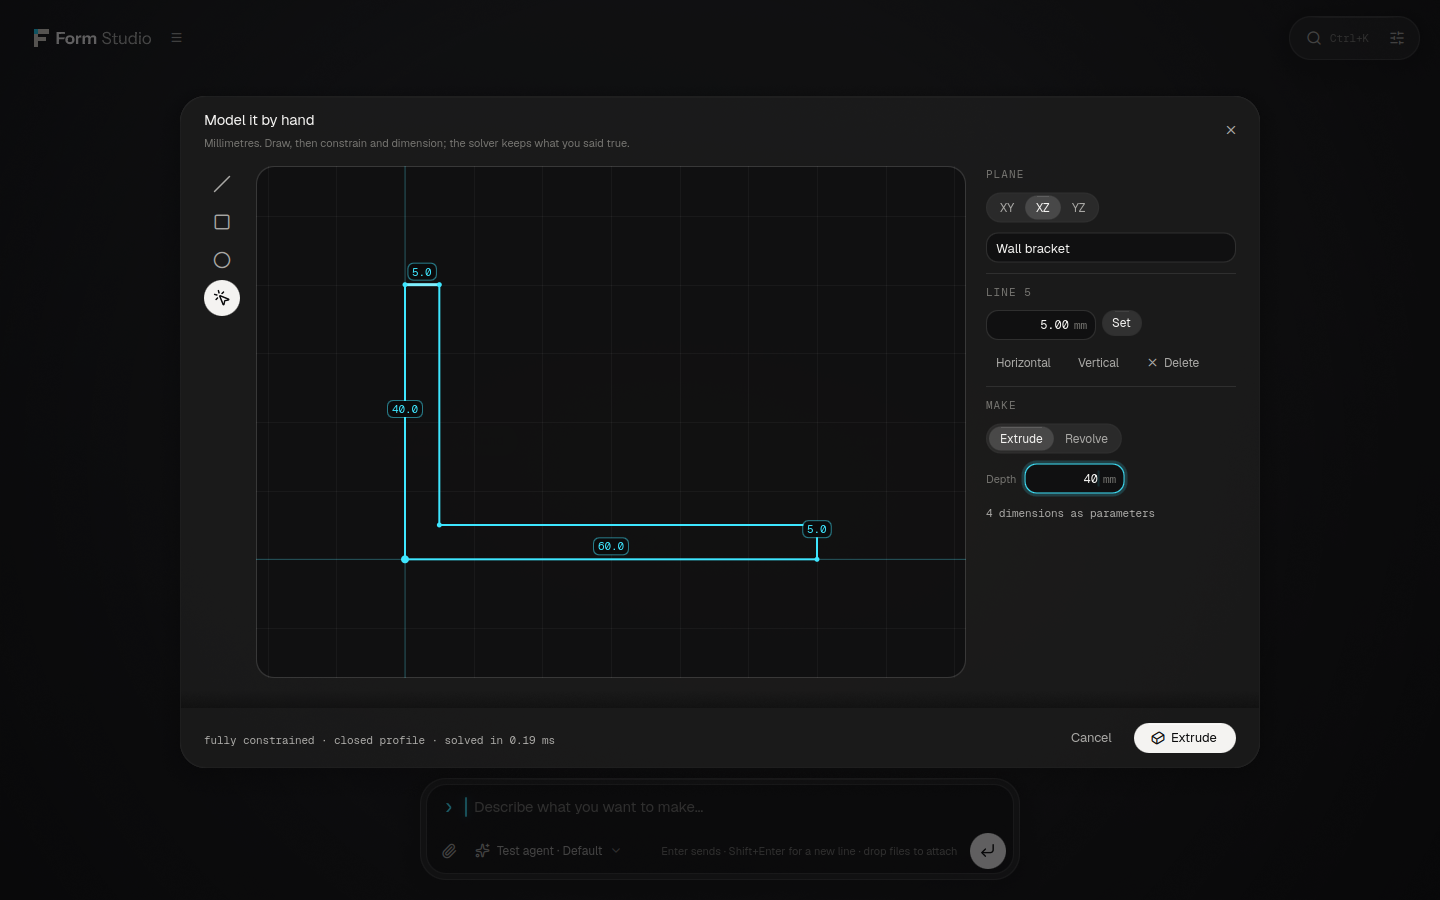 Form Studio
Ctrl+K
Model it by hand
Millimetres. Draw, then constrain and dimension; the solver keeps what you said true.
PLANE
XY XZ YZ
Wall bracket
5.0
LINE 5
5.00 mm Set
Horizontal Vertical Delete
40.0
MAKE
Extrude Revolve
Depth 40 mm
4 dimensions as parameters
5.0
60.0
fully constrained · closed profile · solved in 0.19 ms
Cancel Extrude
Describe what you want to make...
Test agent · Default
Enter sends · Shift+Enter for a new line · drop files to attach